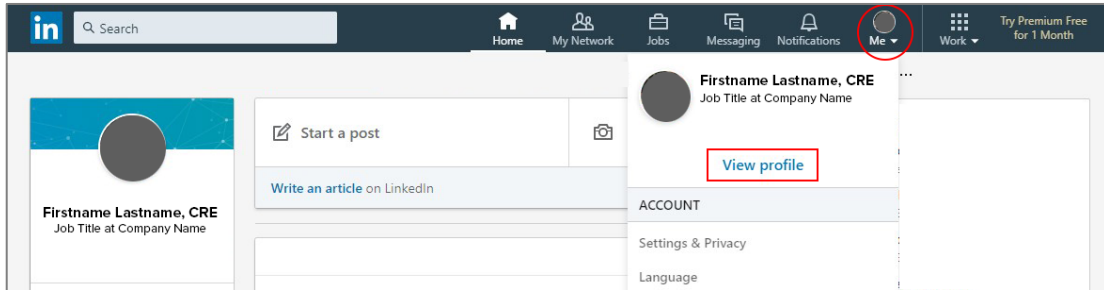 in
Search
Home
My Network
Jobs
Messaging
Notifications
Me
Work
Try Premium Free
for 1 Month
Firstname Lastname, CRE
Job Title at Company Name
...
View profile
ACCOUNT
Settings & Privacy
Language
Start a post
Write an article on LinkedIn
Firstname Lastname, CRE
Job Title at Company Name